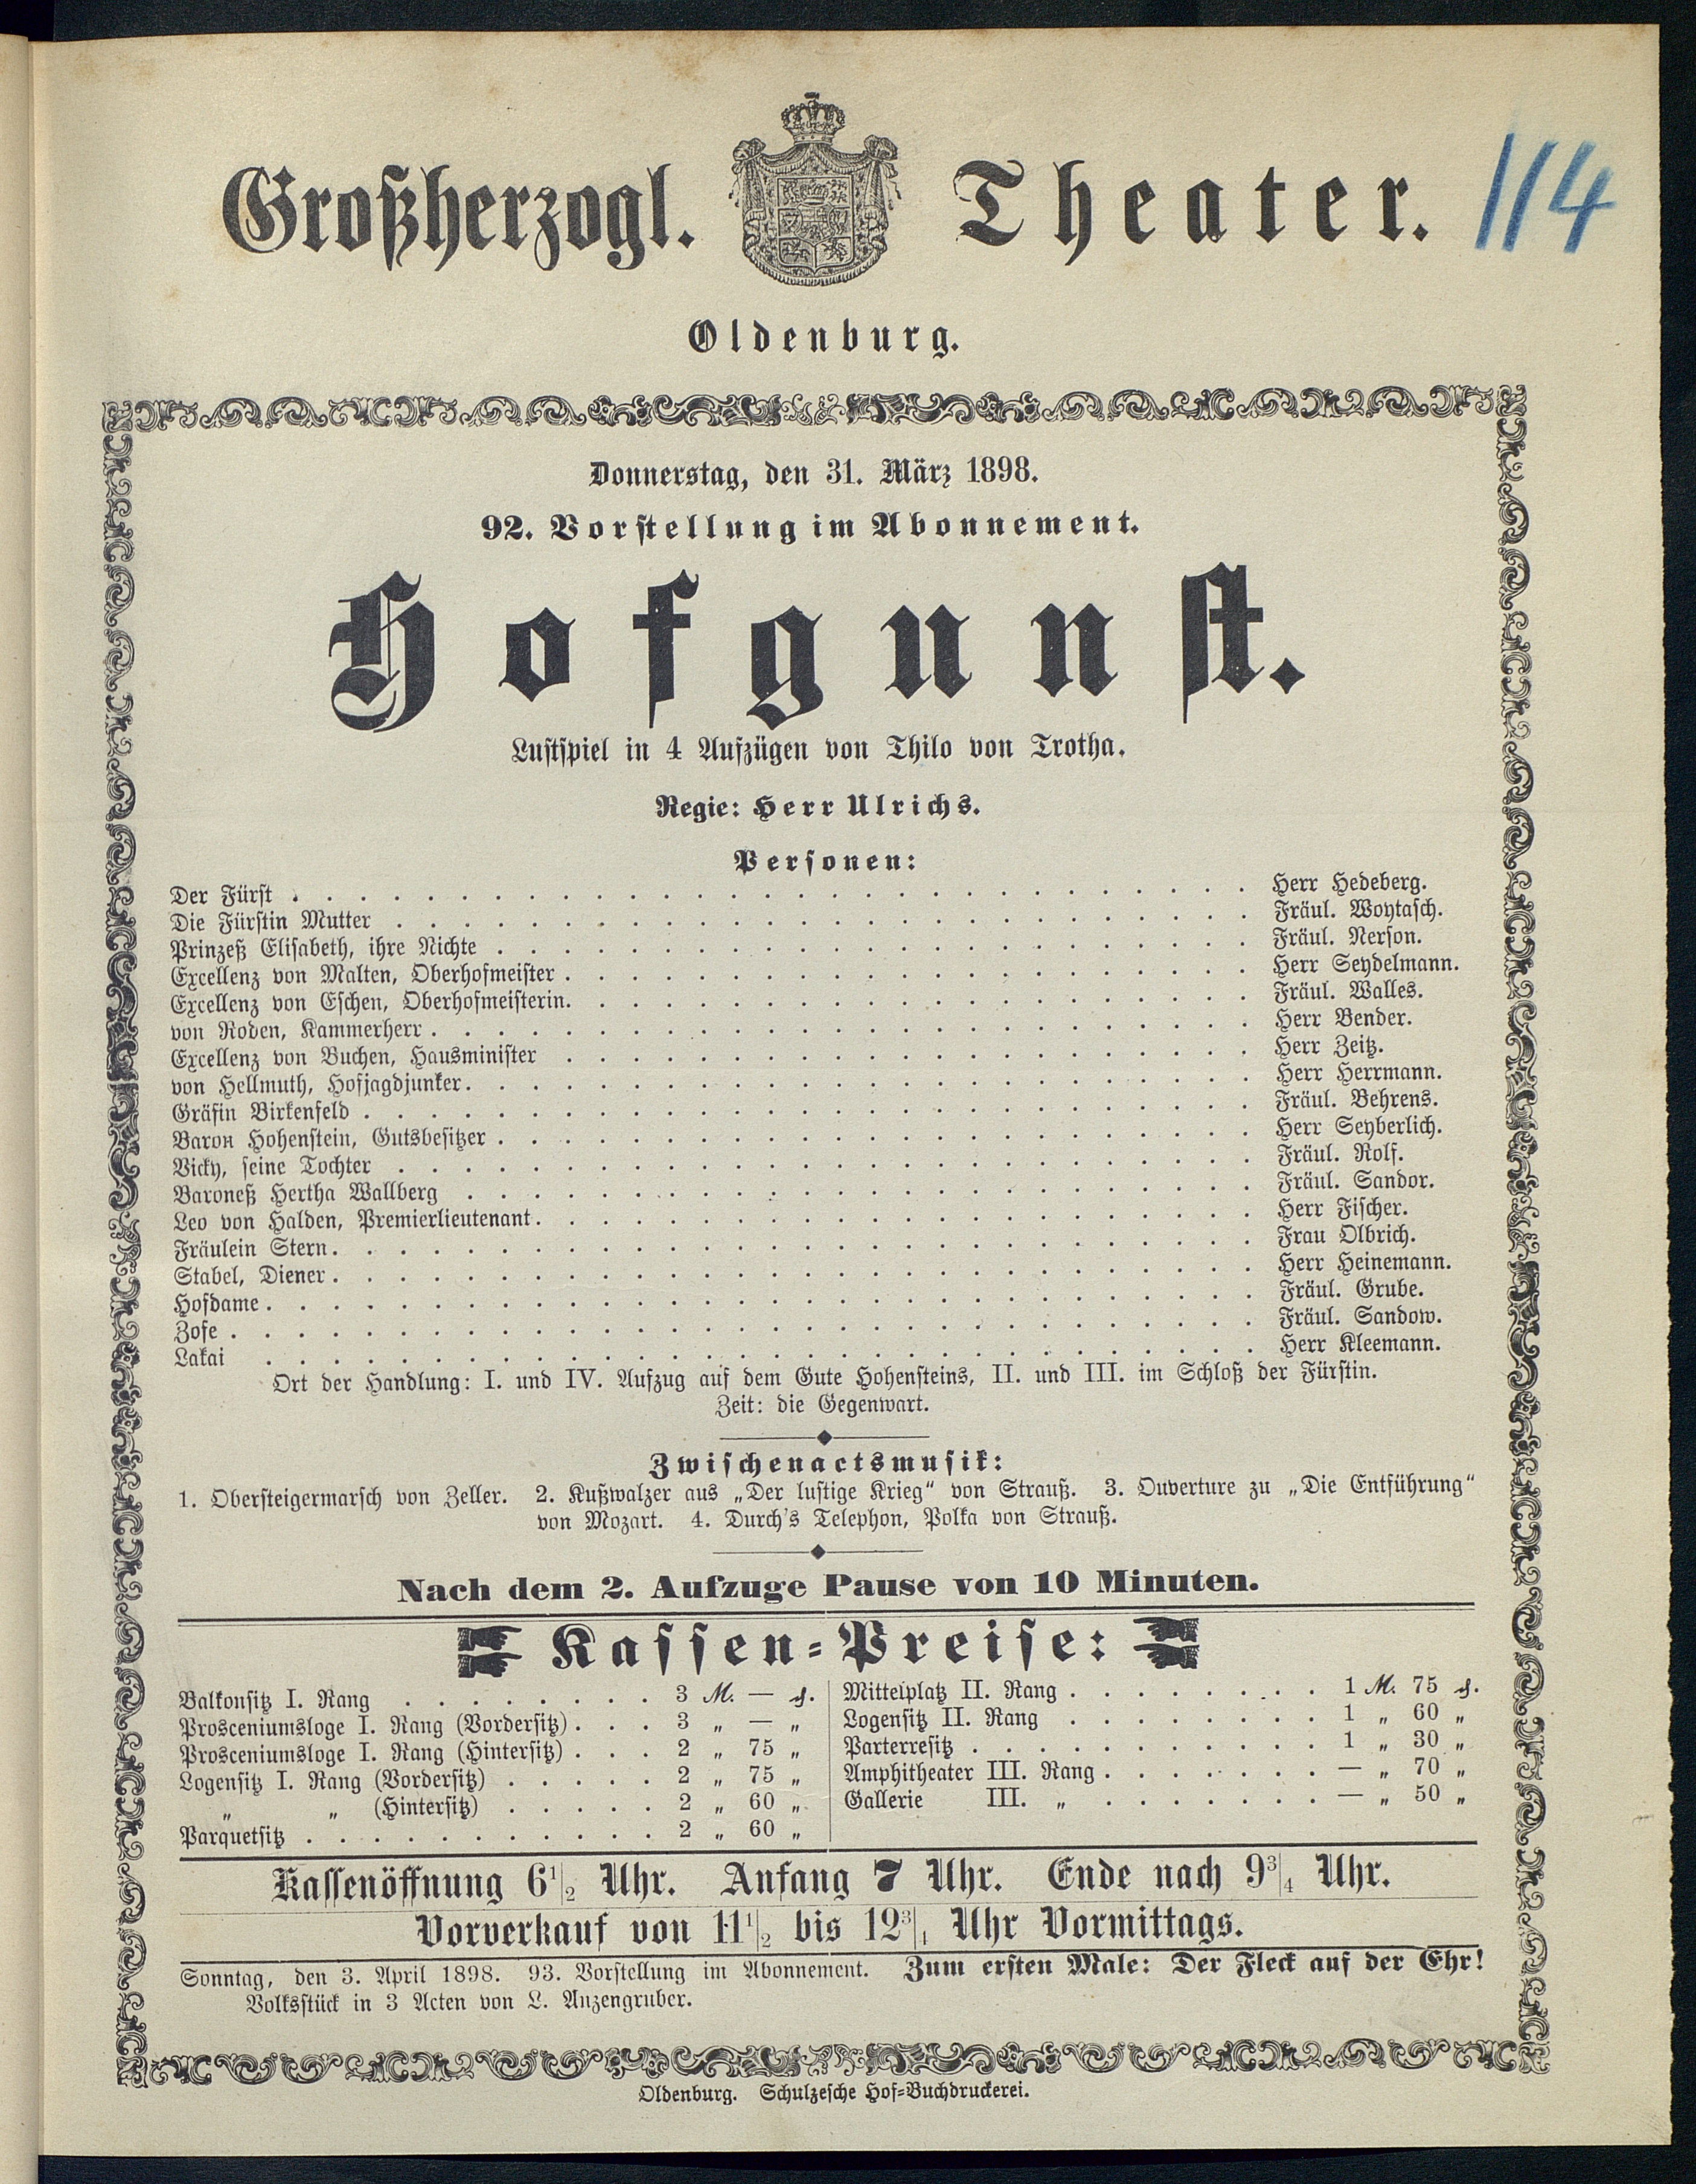 Großherzogl. Theater.
114
Oldenburg.
Donnerstag, den 31. März 1898.
92. Vorstellung im Abonnement.
Hofgunst.
Lustspiel in 4 Aufzügen von Thilo von Trotha.
Regie: Herr Ulrichs.
Personen:
Der Fürst . . . . . Herr Hedeberg.
Die Fürstin Mutter . . . . . Fräul. Woytasch.
Prinzeß Elisabeth, ihre Nichte . . . . . Fräul. Nerson.
Excellenz von Malten, Oberhofmeister . . . . . Herr Seydelmann.
Excellenz von Eschen, Oberhofmeisterin. . . . . . Fräul. Walles.
von Roden, Kammerherr . . . . . Herr Bender.
Excellenz von Buchen, Hausminister . . . . . Herr Zeitz.
von Hellmuth, Hofjagdjunker. . . . . . Herr Herrmann.
Gräfin Birkenfeld . . . . . Fräul. Behrens.
Baron Hohenstein, Gutsbesitzer . . . . . Herr Seyberlich.
Vicky, seine Tochter . . . . . Fräul. Rolf.
Baroneß Hertha Wallberg . . . . . Fräul. Sandor.
Leo von Halden, Premierlieutenant. . . . . . Herr Fischer.
Fräulein Stern. . . . . . Frau Olbrich.
Stabel, Diener. . . . . . Herr Heinemann.
Hofdame. . . . . . Fräul. Grube.
Zofe . . . . . Fräul. Sandow.
Lakai . . . . . Herr Kleemann.
Ort der Handlung: I. und IV. Aufzug auf dem Gute Hohensteins, II. und III. im Schloß der Fürstin.
Zeit: die Gegenwart.
Zwischenactsmusik:
1. Obersteigermarsch von Zeller. 2. Kußwalzer aus „Der lustige Krieg“ von Strauß. 3. Ouverture zu „Die Entführung“
von Mozart. 4. Durch's Telephon, Polka von Strauß.
Nach dem 2. Aufzuge Pause von 10 Minuten.
Kassen-Preise:
Balkonsitz I. Rang . . . . . 3 M. — ₰.
Prosceniumsloge I. Rang (Vordersitz) . . . 3 „ — „
Prosceniumsloge I. Rang (Hintersitz) . . . 2 „ 75 „
Logensitz I. Rang (Vordersitz) . . . . . 2 „ 75 „
„ „ (Hintersitz) . . . . . 2 „ 60 „
Parquetsitz . . . . . 2 „ 60 „
Mittelplatz II. Rang . . . . . 1 M. 75 ₰.
Logensitz II. Rang . . . . . 1 „ 60 „
Parterresitz . . . . . 1 „ 30 „
Amphitheater III. Rang . . . . . — „ 70 „
Gallerie III. „ . . . . . — „ 50 „
Kassenöffnung 6 1/2 Uhr. Anfang 7 Uhr. Ende nach 9 3/4 Uhr.
Vorverkauf von 11 1/2 bis 12 3/4 Uhr Vormittags.
Sonntag, den 3. April 1898. 93. Vorstellung im Abonnement. Zum ersten Male: Der Fleck auf der Ehr!
Volksstück in 3 Acten von L. Anzengruber.
Oldenburg. Schulzesche Hof-Buchdruckerei.